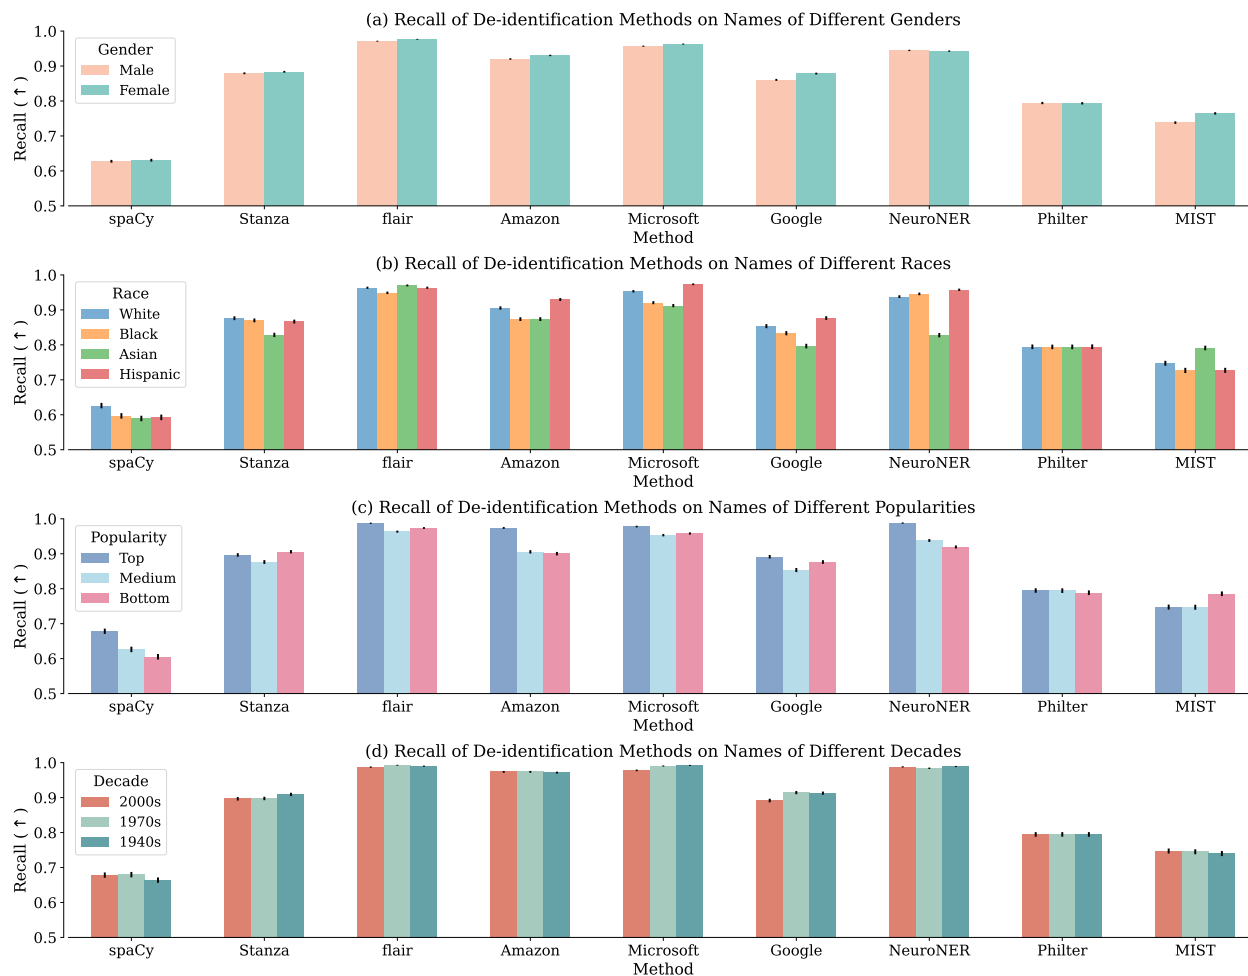 (a) Recall of De-identification Methods on Names of Different Genders
Recall (↑)
1.0
0.9
0.8
0.7
0.6
0.5
Gender
Male
Female
spaCy Stanza flair Amazon Microsoft Google NeuroNER Philter MIST
Method
(b) Recall of De-identification Methods on Names of Different Races
Recall (↑)
1.0
0.9
0.8
0.7
0.6
0.5
Race
White
Black
Asian
Hispanic
spaCy Stanza flair Amazon Microsoft Google NeuroNER Philter MIST
Method
(c) Recall of De-identification Methods on Names of Different Popularities
Recall (↑)
1.0
0.9
0.8
0.7
0.6
0.5
Popularity
Top
Medium
Bottom
spaCy Stanza flair Amazon Microsoft Google NeuroNER Philter MIST
Method
(d) Recall of De-identification Methods on Names of Different Decades
Recall (↑)
1.0
0.9
0.8
0.7
0.6
0.5
Decade
2000s
1970s
1940s
spaCy Stanza flair Amazon Microsoft Google NeuroNER Philter MIST
Method